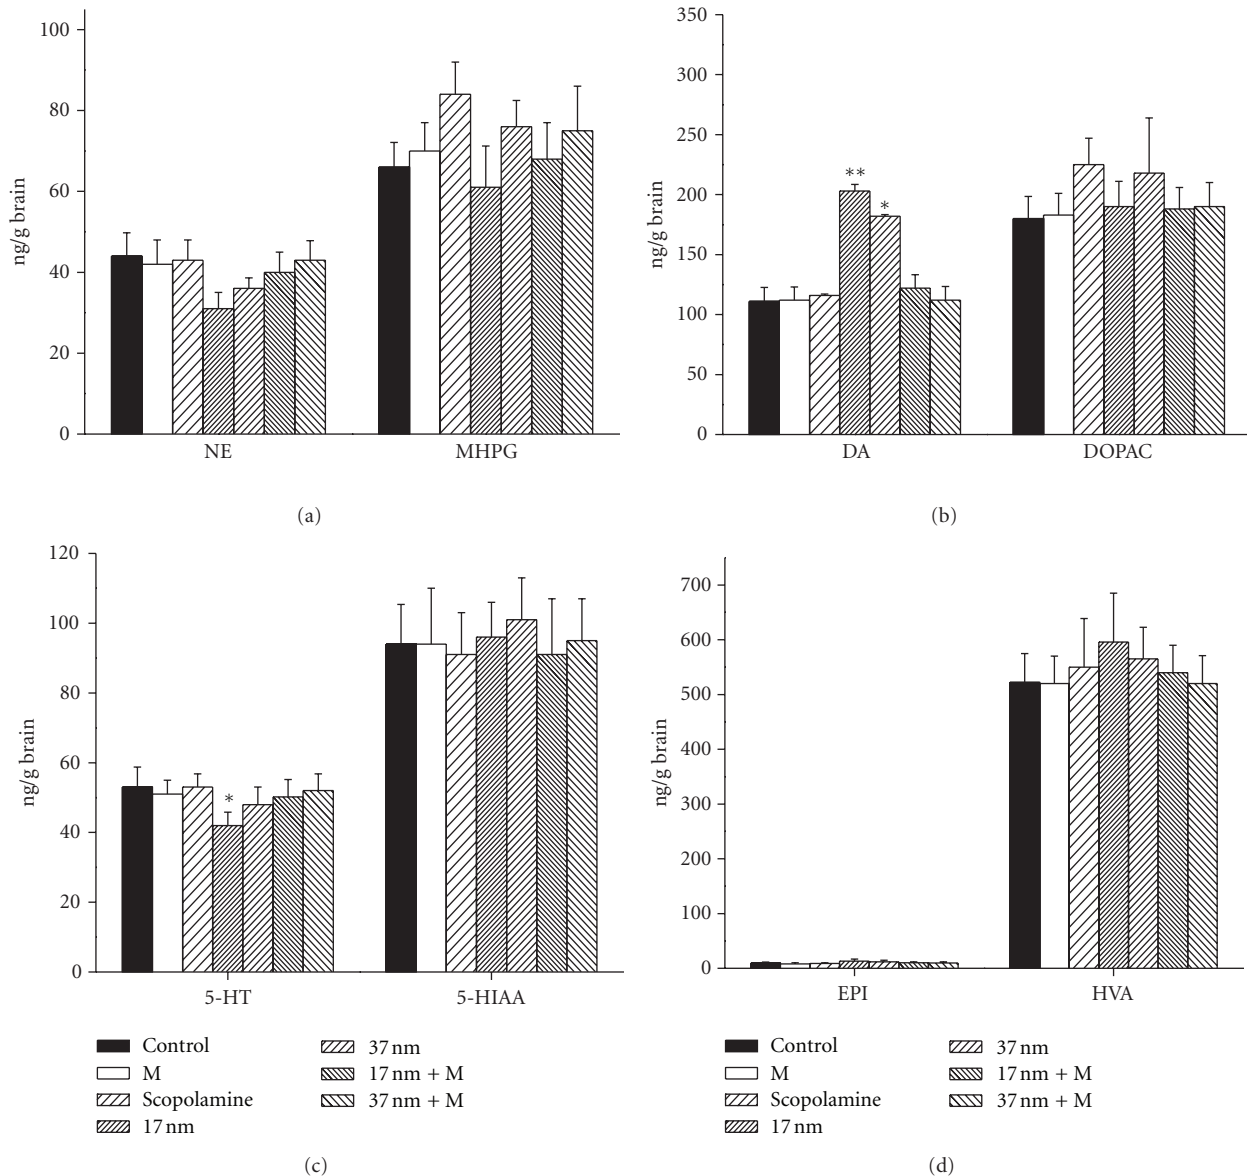 100
80
60
40
20
0
ng/g brain
NE MHPG
(a)
350
300
250
200
150
100
50
0
ng/g brain
**
*
DA DOPAC
(b)
120
100
80
60
40
20
0
ng/g brain
*
5-HT 5-HIAA
Control
M
Scopolamine
17 nm
37 nm
17 nm + M
37 nm + M
(c)
700
600
500
400
300
200
100
0
ng/g brain
EPI HVA
Control
M
Scopolamine
17 nm
37 nm
17 nm + M
37 nm + M
(d)